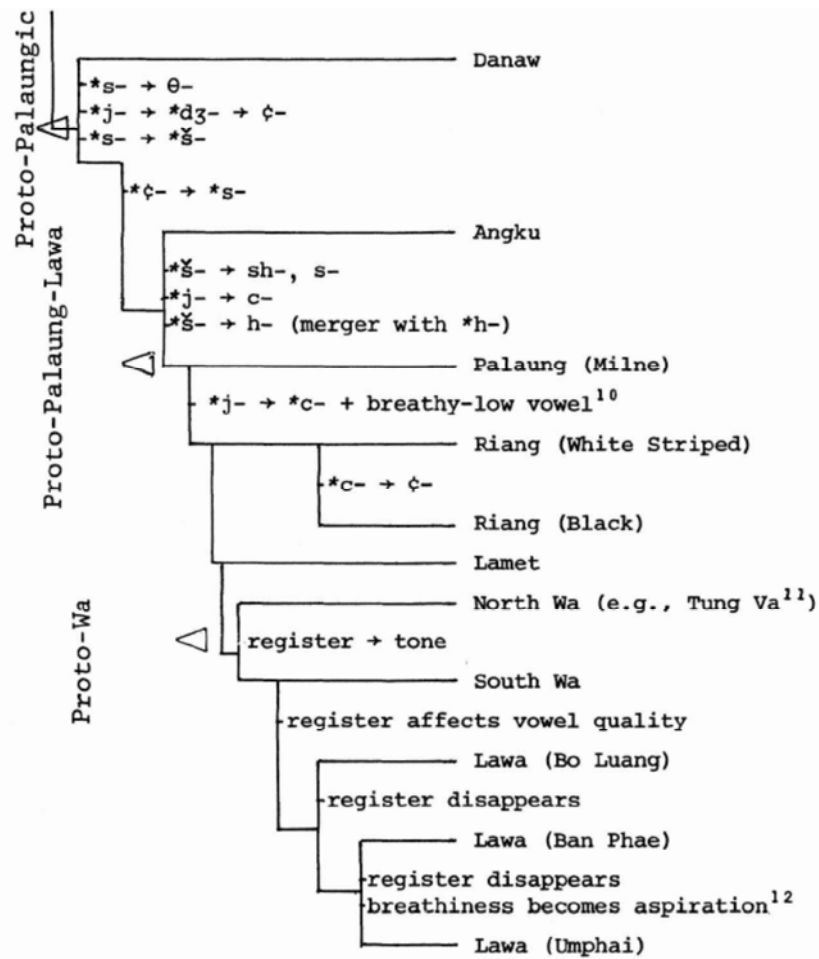 Proto-Palaungic
Danaw
*s- → θ-
*j- → *dʒ- → ¢-
*s- → *š-
*¢- → *s-
Proto-Palaung-Lawa
Angku
*š- → sh-, s-
*j- → c-
*š- → h- (merger with *h-)
Palaung (Milne)
*j- → *c- + breathy-low vowel¹⁰
Riang (White Striped)
*c- → ¢-
Riang (Black)
Lamet
Proto-Wa
North Wa (e.g., Tung Va¹¹)
register → tone
South Wa
register affects vowel quality
Lawa (Bo Luang)
register disappears
Lawa (Ban Phae)
register disappears
breathiness becomes aspiration¹²
Lawa (Umphai)